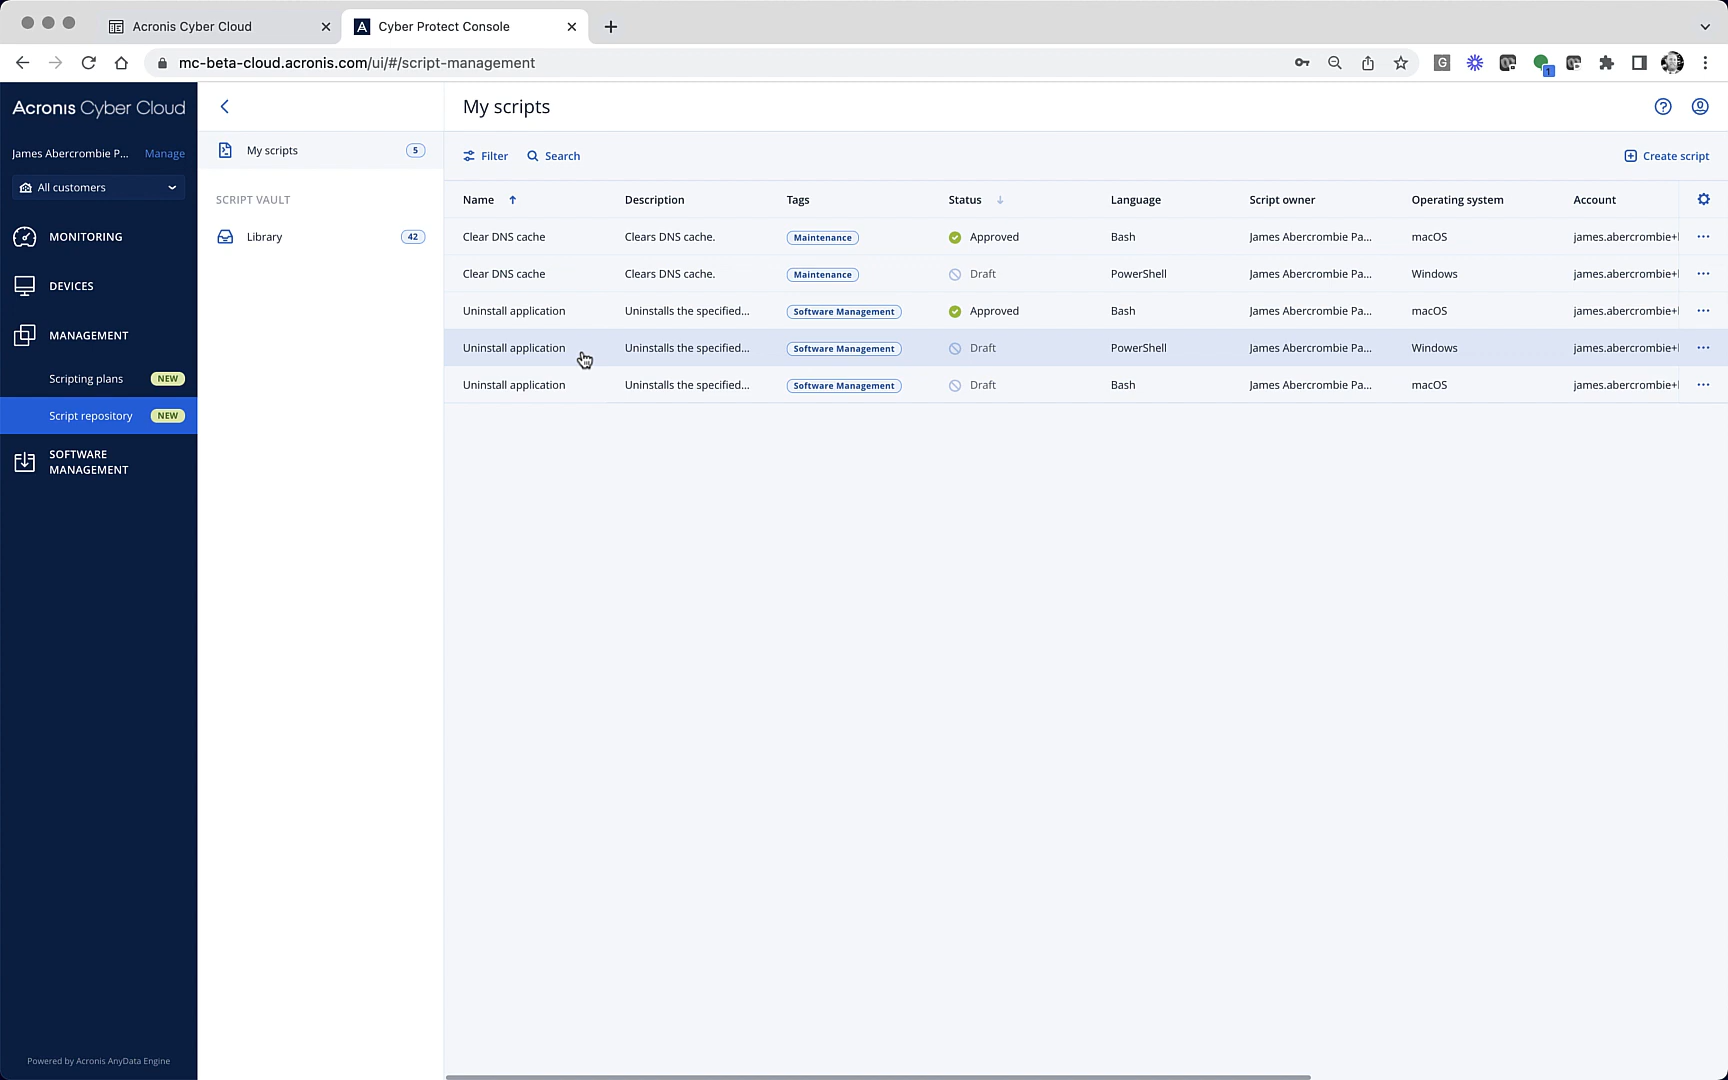 Acronis Cyber Cloud
Cyber Protect Console
mc-beta-cloud.acronis.com/ui/#/script-management
G
1
Acronis Cyber Cloud
James Abercrombie P... Manage
All customers
MONITORING
DEVICES
MANAGEMENT
Scripting plans NEW
Script repository NEW
SOFTWARE
MANAGEMENT
Powered by Acronis AnyData Engine
My scripts 5
SCRIPT VAULT
Library 42
My scripts
Filter Search Create script
Name Description Tags Status Language Script owner Operating system Account
Clear DNS cache Clears DNS cache. Maintenance Approved Bash James Abercrombie Pa... macOS james.abercrombie+
Clear DNS cache Clears DNS cache. Maintenance Draft PowerShell James Abercrombie Pa... Windows james.abercrombie+
Uninstall application Uninstalls the specified... Software Management Approved Bash James Abercrombie Pa... macOS james.abercrombie+
Uninstall application Uninstalls the specified... Software Management Draft PowerShell James Abercrombie Pa... Windows james.abercrombie+
Uninstall application Uninstalls the specified... Software Management Draft Bash James Abercrombie Pa... macOS james.abercrombie+